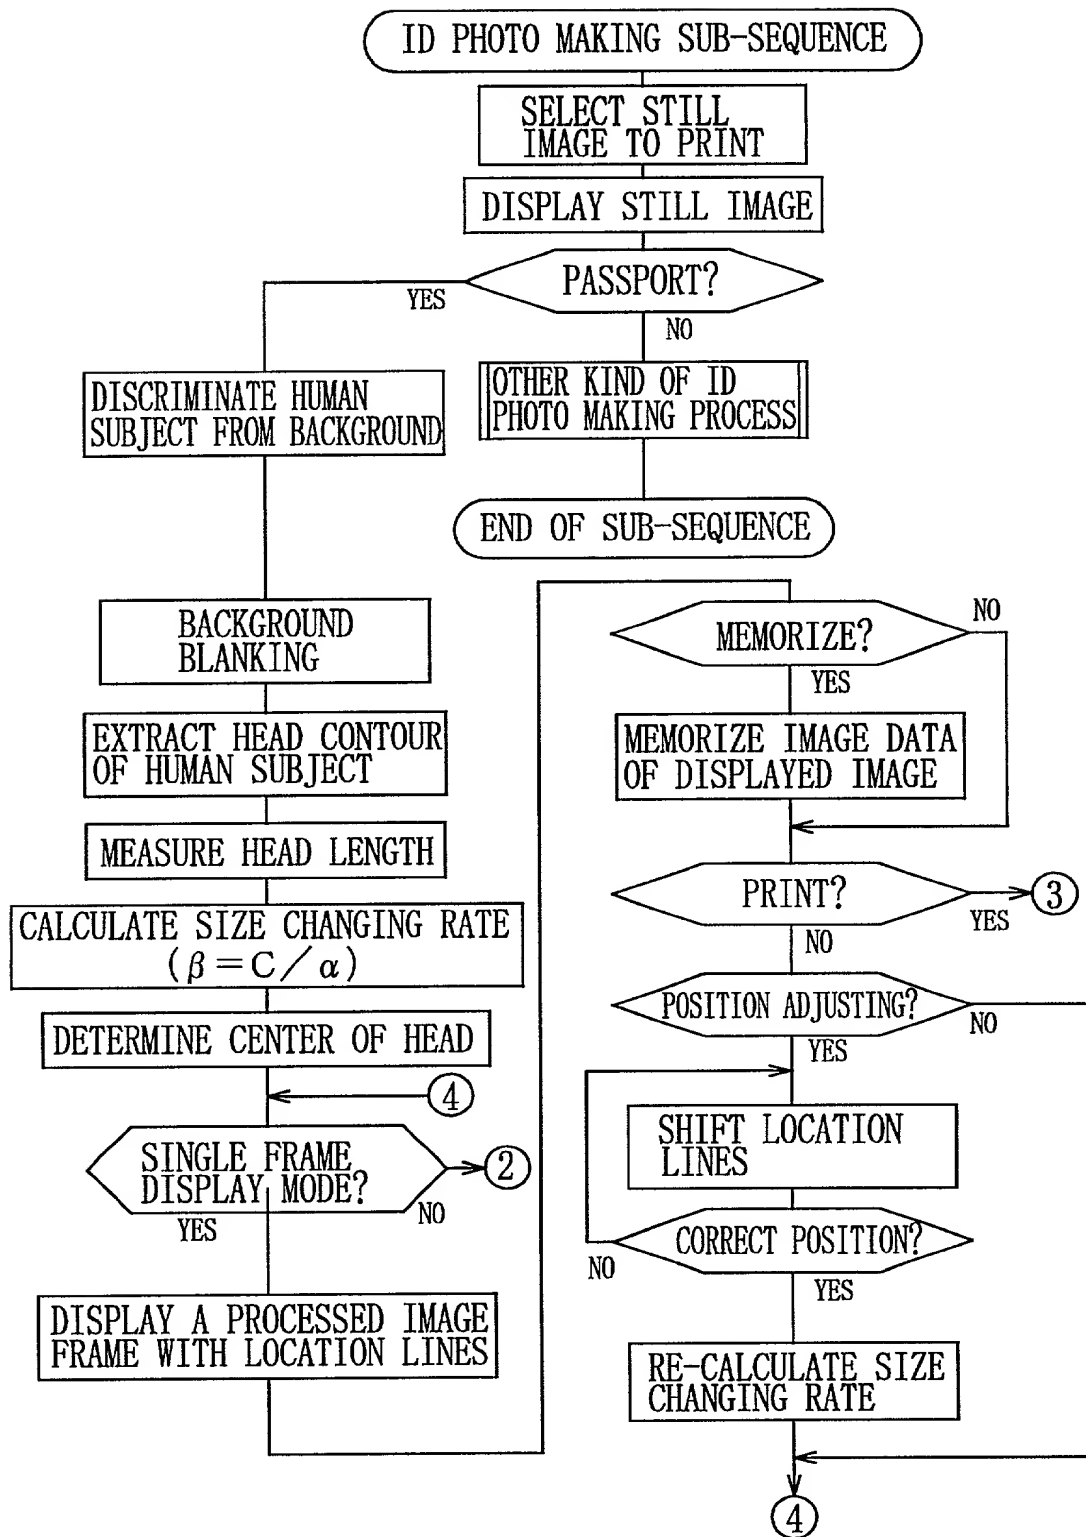 ID PHOTO MAKING SUB-SEQUENCE
SELECT STILL
IMAGE TO PRINT
DISPLAY STILL IMAGE
PASSPORT?
YES
NO
DISCRIMINATE HUMAN
SUBJECT FROM BACKGROUND
OTHER KIND OF ID
PHOTO MAKING PROCESS
END OF SUB-SEQUENCE
BACKGROUND
BLANKING
EXTRACT HEAD CONTOUR
OF HUMAN SUBJECT
MEASURE HEAD LENGTH
CALCULATE SIZE CHANGING RATE
(β=C/α)
DETERMINE CENTER OF HEAD
④
SINGLE FRAME
DISPLAY MODE?
②
YES
NO
DISPLAY A PROCESSED IMAGE
FRAME WITH LOCATION LINES
MEMORIZE?
NO
YES
MEMORIZE IMAGE DATA
OF DISPLAYED IMAGE
PRINT?
③
YES
NO
POSITION ADJUSTING?
NO
YES
SHIFT LOCATION
LINES
CORRECT POSITION?
NO
YES
RE-CALCULATE SIZE
CHANGING RATE
④